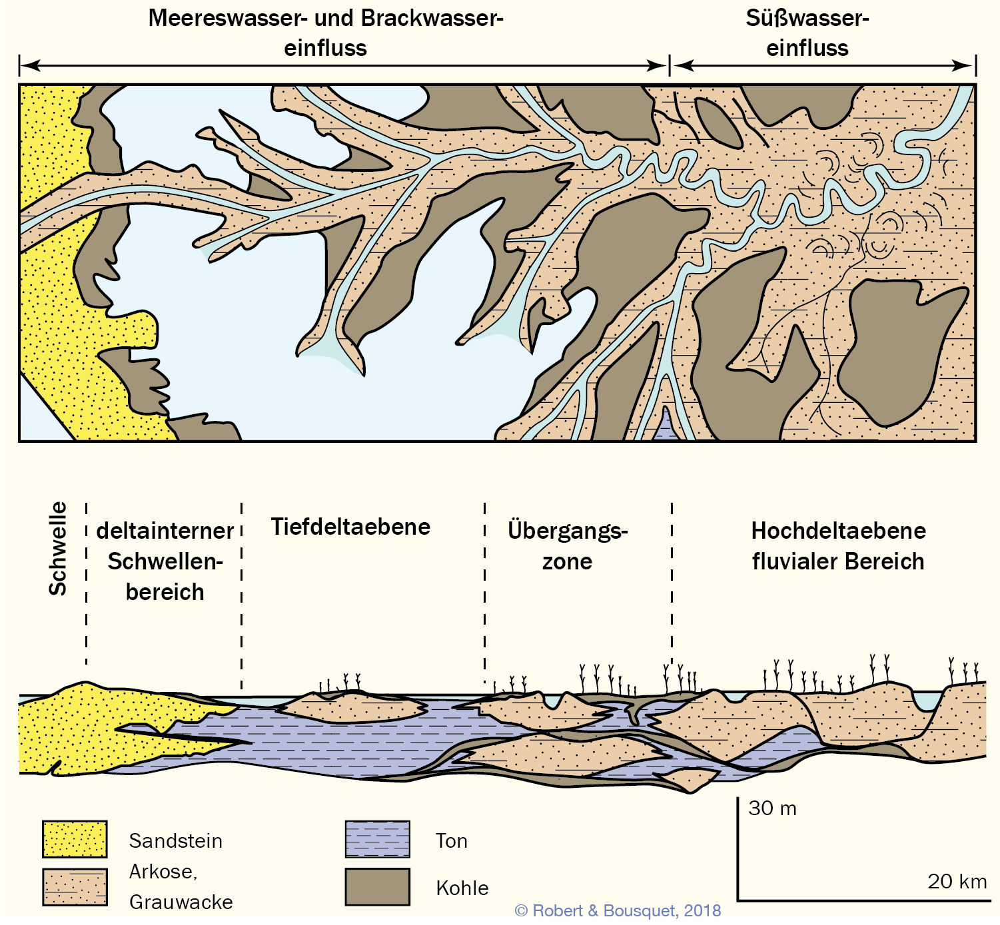 Meereswasser- und Brackwasser-
einfluss
Süßwasser-
einfluss
Schwelle
deltainterner
Schwellen-
bereich
Tiefdeltaebene
Übergangs-
zone
Hochdeltaebene
fluvialer Bereich
Sandstein
Arkose,
Grauwacke
Ton
Kohle
30 m
20 km
© Robert & Bousquet, 2018